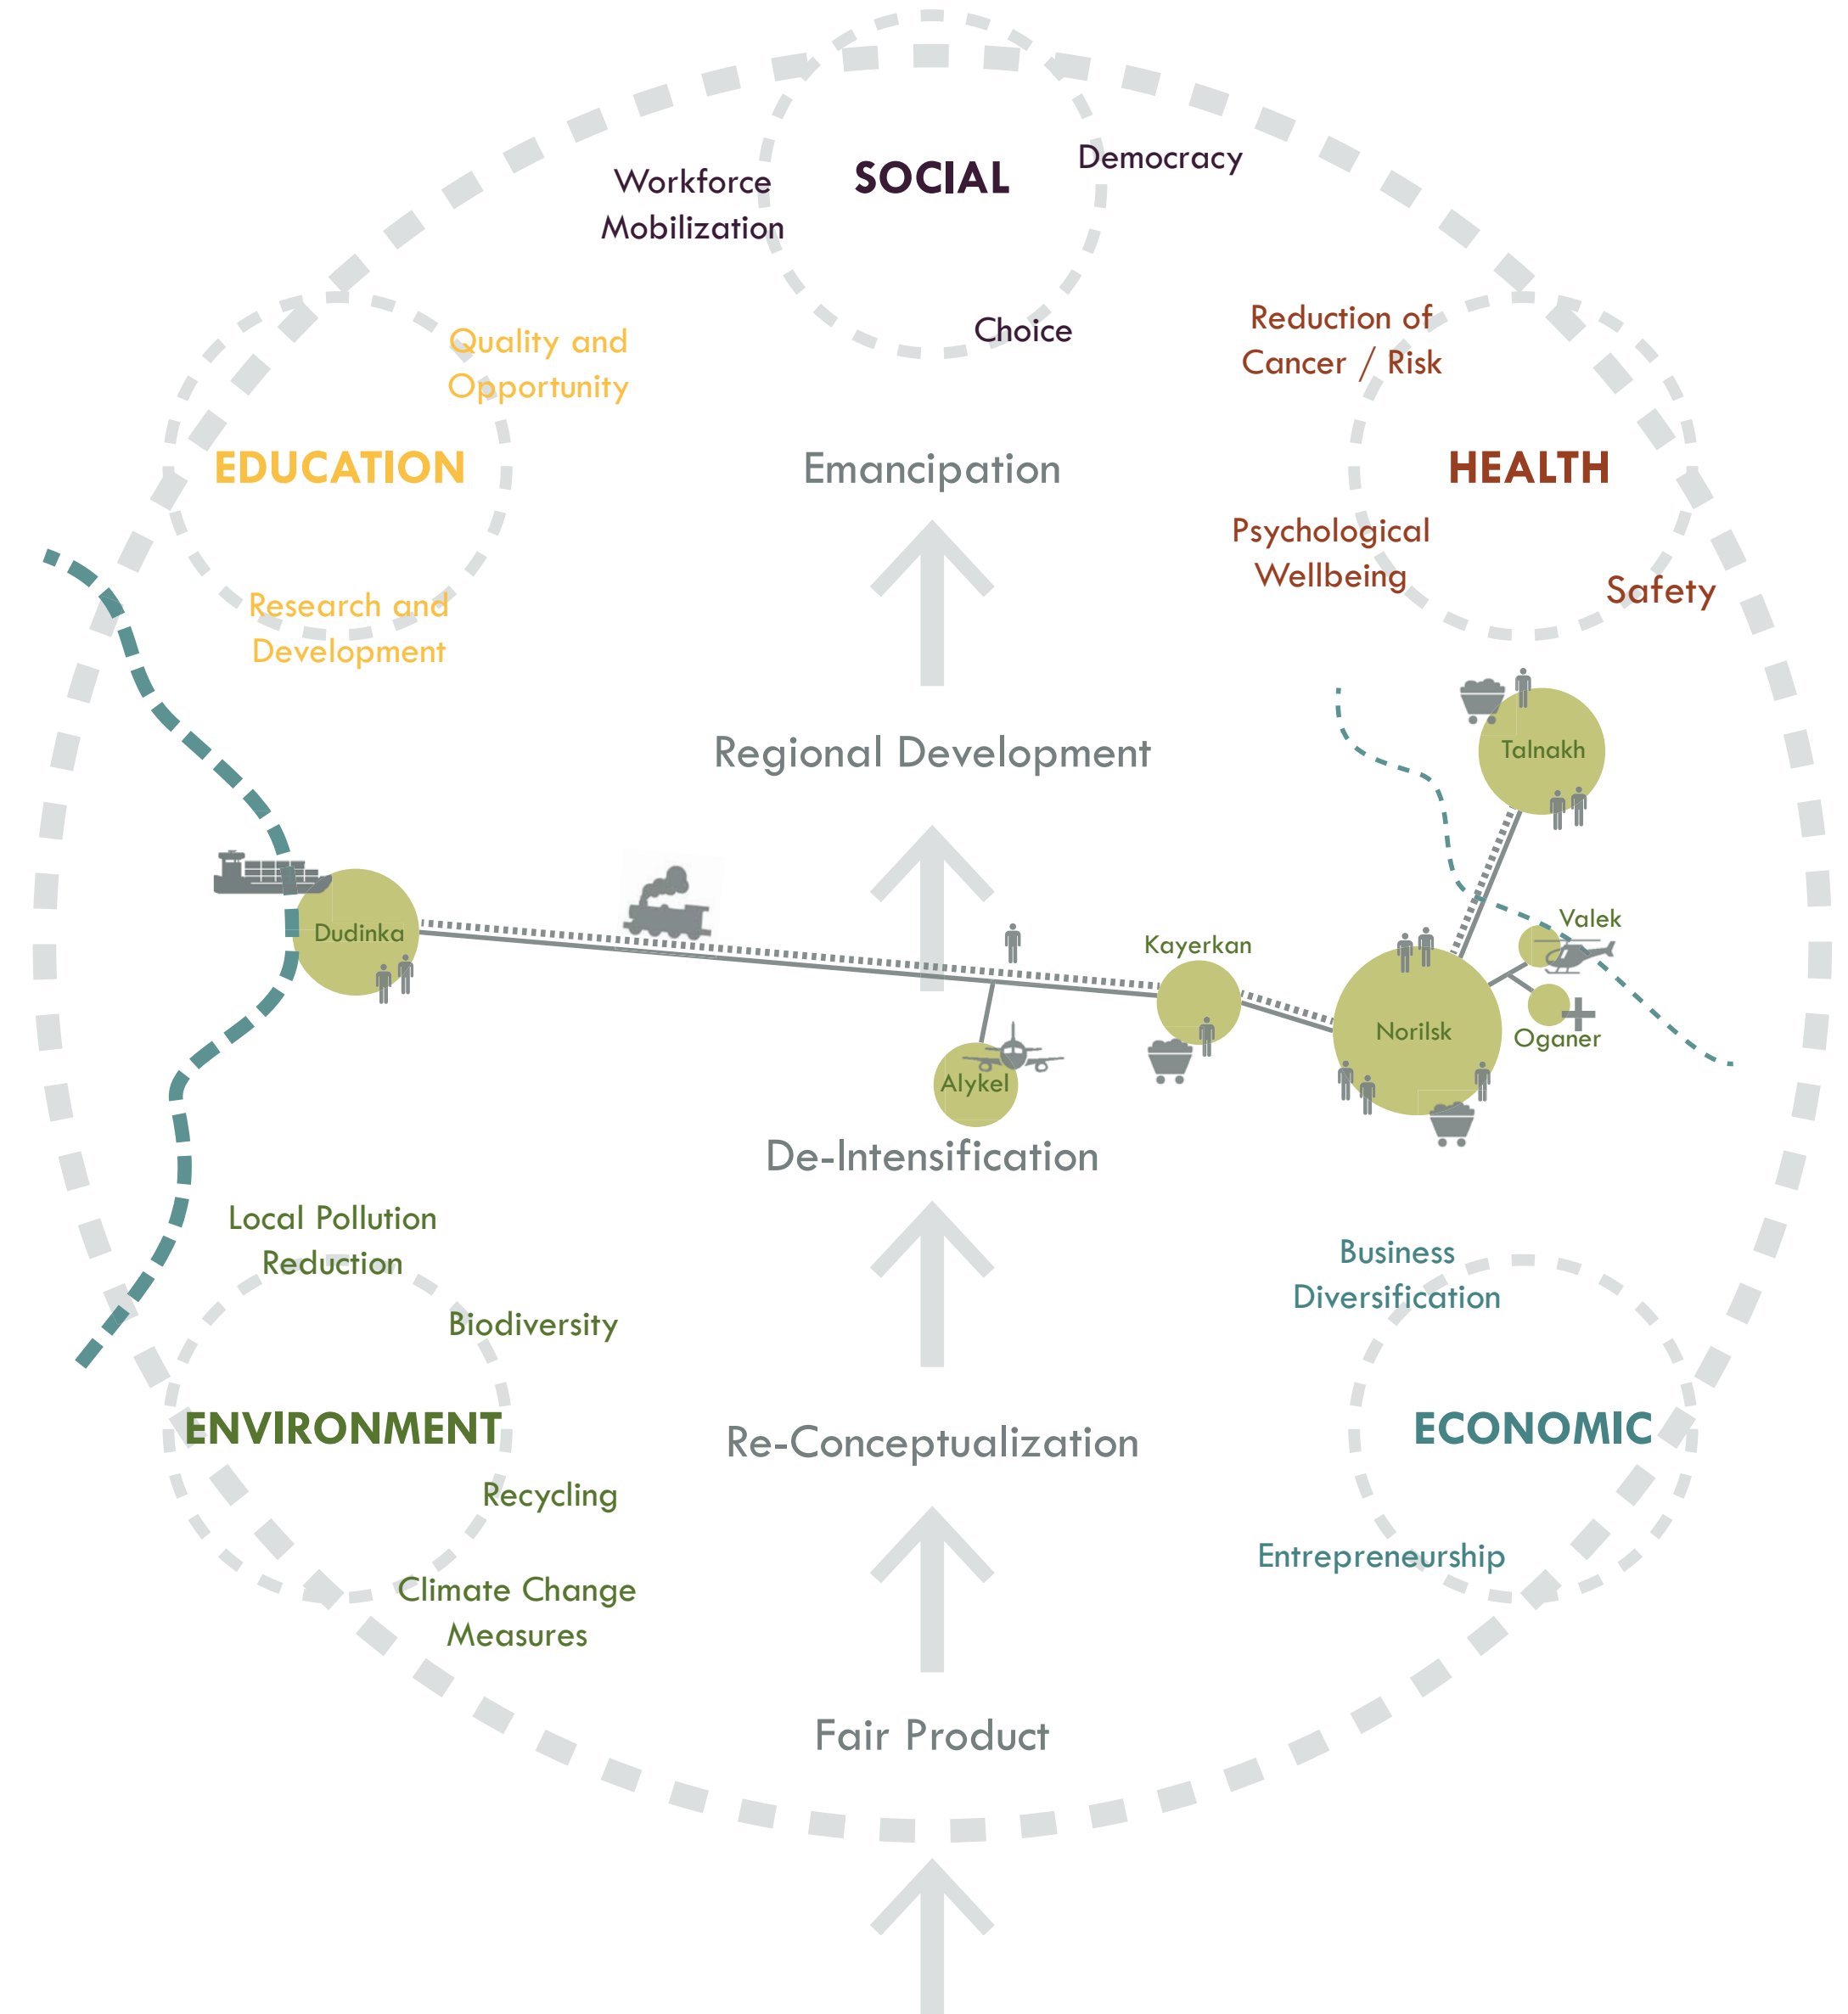 SOCIAL
Workforce
Mobilization
Democracy
Choice
EDUCATION
Quality and
Opportunity
Research and
Development
HEALTH
Reduction of
Cancer / Risk
Psychological
Wellbeing
Safety
Emancipation
Regional Development
Talnakh
Dudinka
Kayerkan
Valek
Norilsk
Oganer
Alykel
De-Intensification
ENVIRONMENT
Local Pollution
Reduction
Biodiversity
Recycling
Climate Change
Measures
Re-Conceptualization
ECONOMIC
Business
Diversification
Entrepreneurship
Fair Product